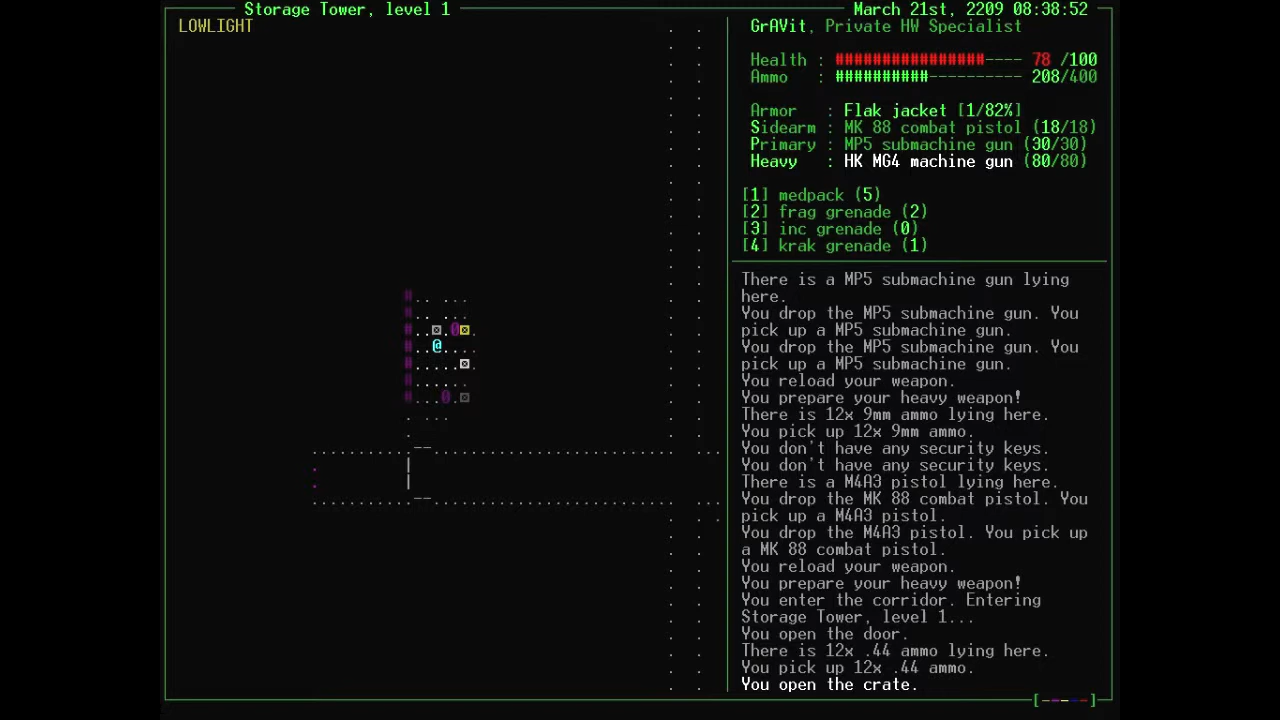 Storage Tower, level 1
March 21st, 2209 08:38:52
LOWLIGHT
GrAVit, Private HW Specialist
Health : ################---- 78 /100
Ammo : ##########---------- 208/400
Armor : Flak jacket [1/82%]
Sidearm : MK 88 combat pistol (18/18)
Primary : MP5 submachine gun (30/30)
Heavy : HK MG4 machine gun (80/80)
[1] medpack (5)
[2] frag grenade (2)
[3] inc grenade (0)
[4] krak grenade (1)
There is a MP5 submachine gun lying
here.
You drop the MP5 submachine gun. You
pick up a MP5 submachine gun.
You drop the MP5 submachine gun. You
pick up a MP5 submachine gun.
You reload your weapon.
You prepare your heavy weapon!
There is 12x 9mm ammo lying here.
You pick up 12x 9mm ammo.
You don't have any security keys.
You don't have any security keys.
There is a M4A3 pistol lying here.
You drop the MK 88 combat pistol. You
pick up a M4A3 pistol.
You drop the M4A3 pistol. You pick up
a MK 88 combat pistol.
You reload your weapon.
You prepare your heavy weapon!
You enter the corridor. Entering
Storage Tower, level 1...
You open the door.
There is 12x .44 ammo lying here.
You pick up 12x .44 ammo.
You open the crate.